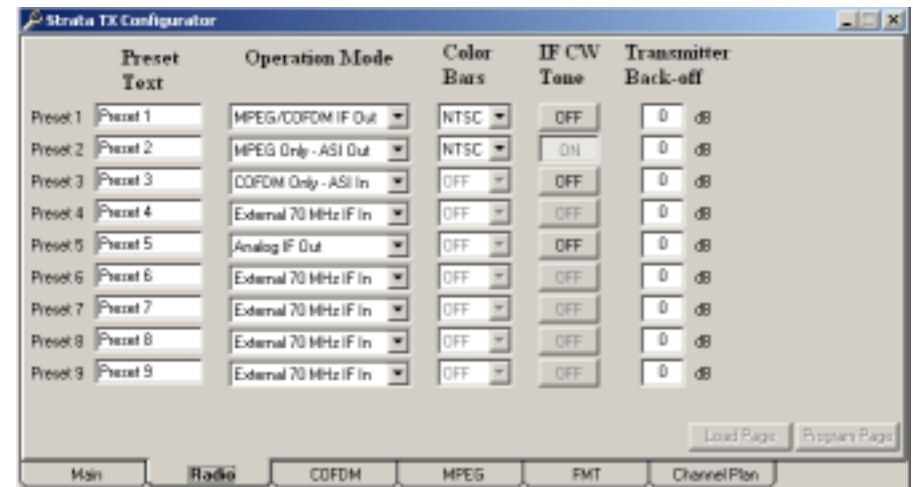 Strata TX Configurator
Preset Text Operation Mode Color Bars IF CW Tone Transmitter Back-off
Preset 1 Preset 1 MPEG/COFDM IF Out NTSC OFF 0 dB
Preset 2 Preset 2 MPEG Only - ASI Out NTSC ON 0 dB
Preset 3 Preset 3 COFDM Only - ASI In OFF OFF 0 dB
Preset 4 Preset 4 External 70 MHz IF In OFF OFF 0 dB
Preset 5 Preset 5 Analog IF Out OFF OFF 0 dB
Preset 6 Preset 6 External 70 MHz IF In OFF OFF 0 dB
Preset 7 Preset 7 External 70 MHz IF In OFF OFF 0 dB
Preset 8 Preset 8 External 70 MHz IF In OFF OFF 0 dB
Preset 9 Preset 9 External 70 MHz IF In OFF OFF 0 dB
Load Page Program Page
Main Radio COFDM MPEG FMT Channel Plan